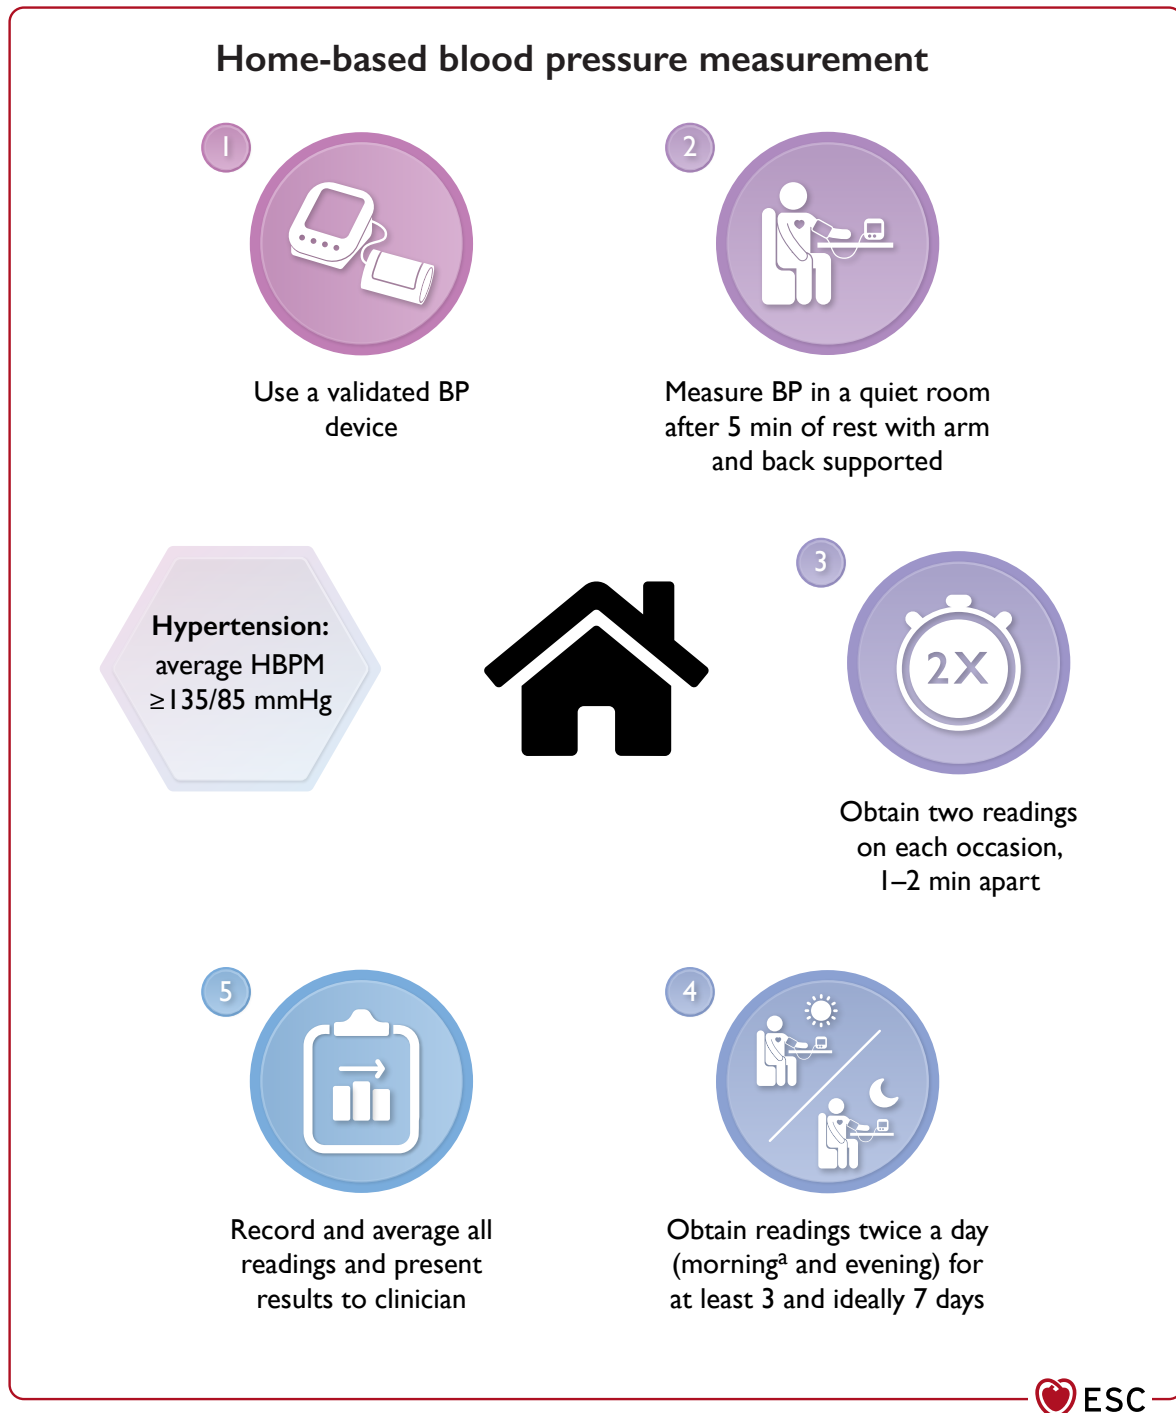 Home-based blood pressure measurement
1
Use a validated BP
device
2
Measure BP in a quiet room
after 5 min of rest with arm
and back supported
3
2X
Obtain two readings
on each occasion,
1–2 min apart
4
Obtain readings twice a day
(morningᵃ and evening) for
at least 3 and ideally 7 days
5
Record and average all
readings and present
results to clinician
Hypertension:
average HBPM
≥135/85 mmHg
ESC